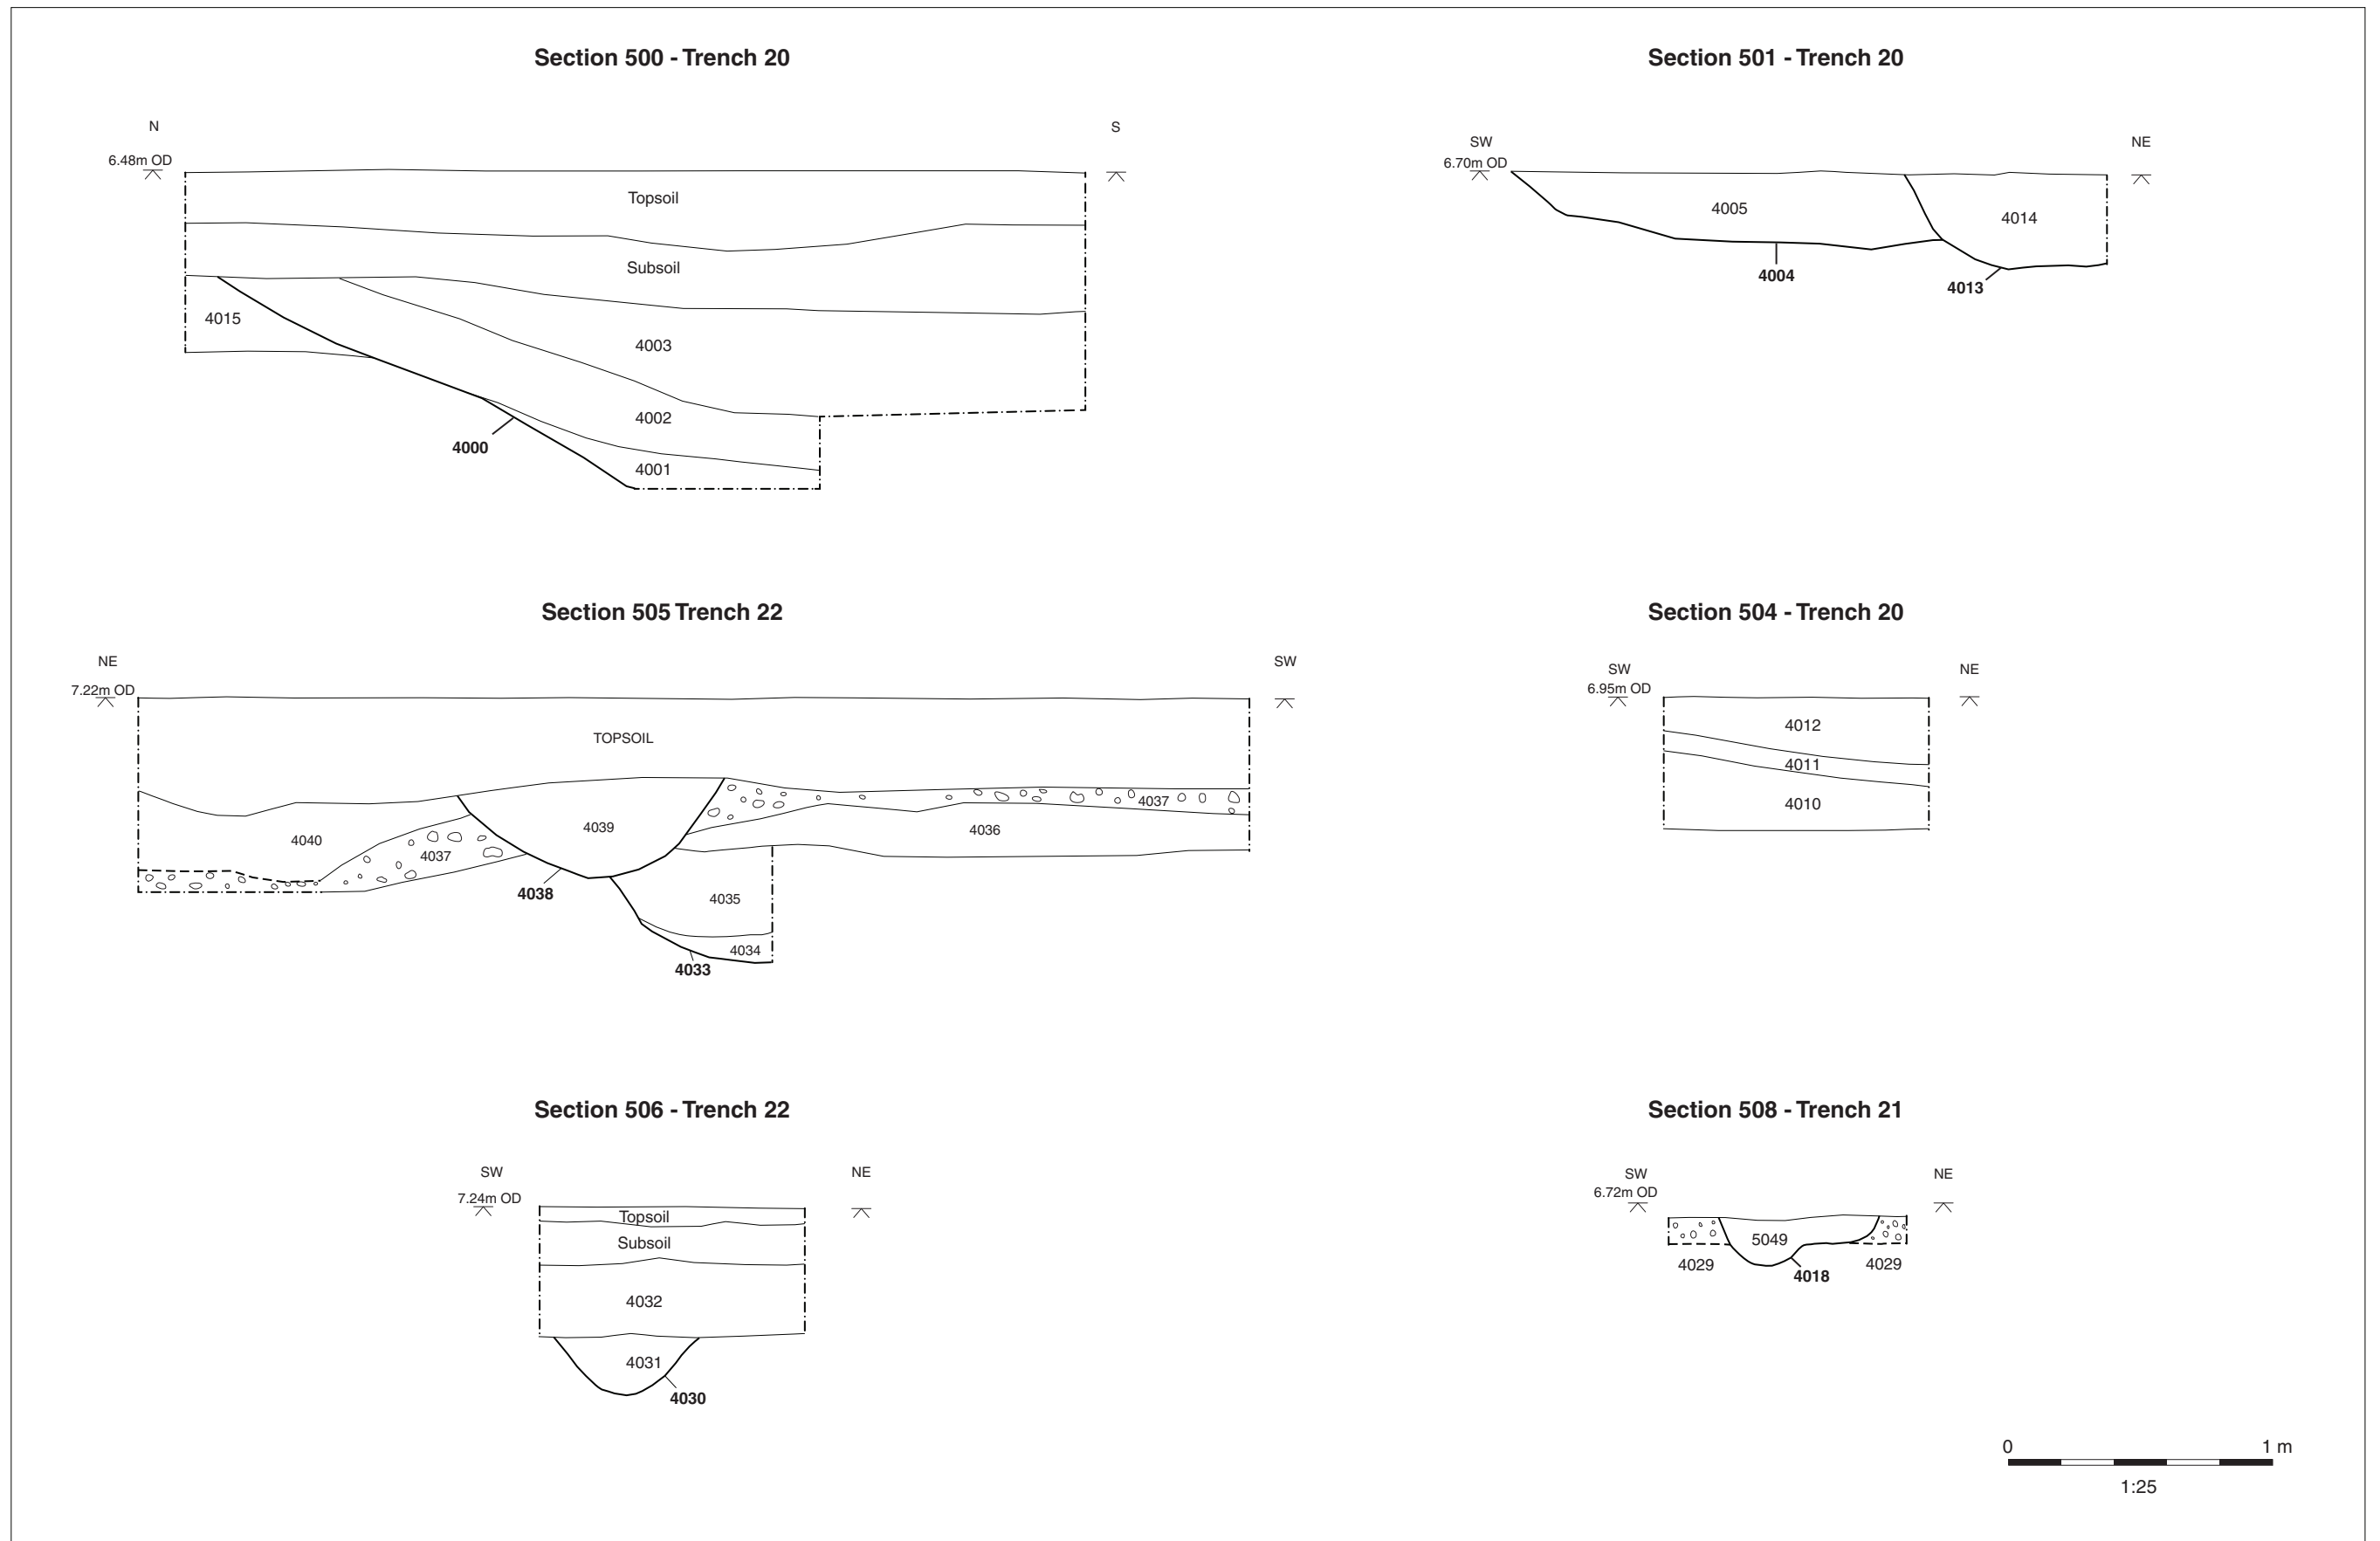 Section 500 - Trench 20
N
S
6.48m OD
Topsoil
Subsoil
4015
4003
4002
4000
4001
Section 501 - Trench 20
SW
NE
6.70m OD
4005
4014
4004
4013
Section 505 Trench 22
NE
SW
7.22m OD
TOPSOIL
4037
4039
4036
4040
4037
4038
4035
4034
4033
Section 504 - Trench 20
SW
NE
6.95m OD
4012
4011
4010
Section 506 - Trench 22
SW
NE
7.24m OD
Topsoil
Subsoil
4032
4031
4030
Section 508 - Trench 21
SW
NE
6.72m OD
5049
4029
4029
4018
0 1 m
1:25